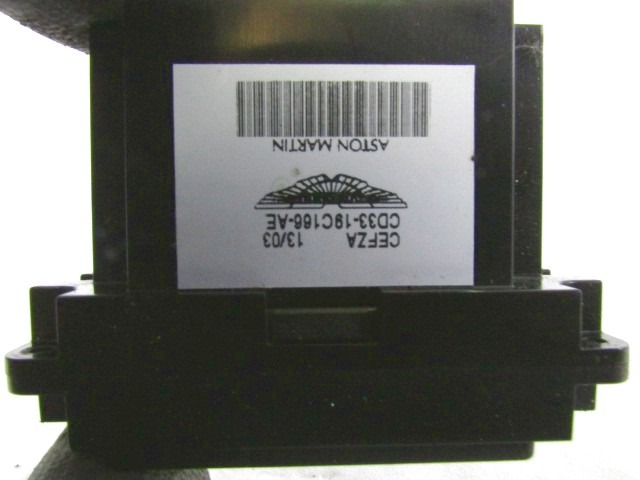 CEFZA 13/03
CD33-19C166-AE
ASTON MARTIN